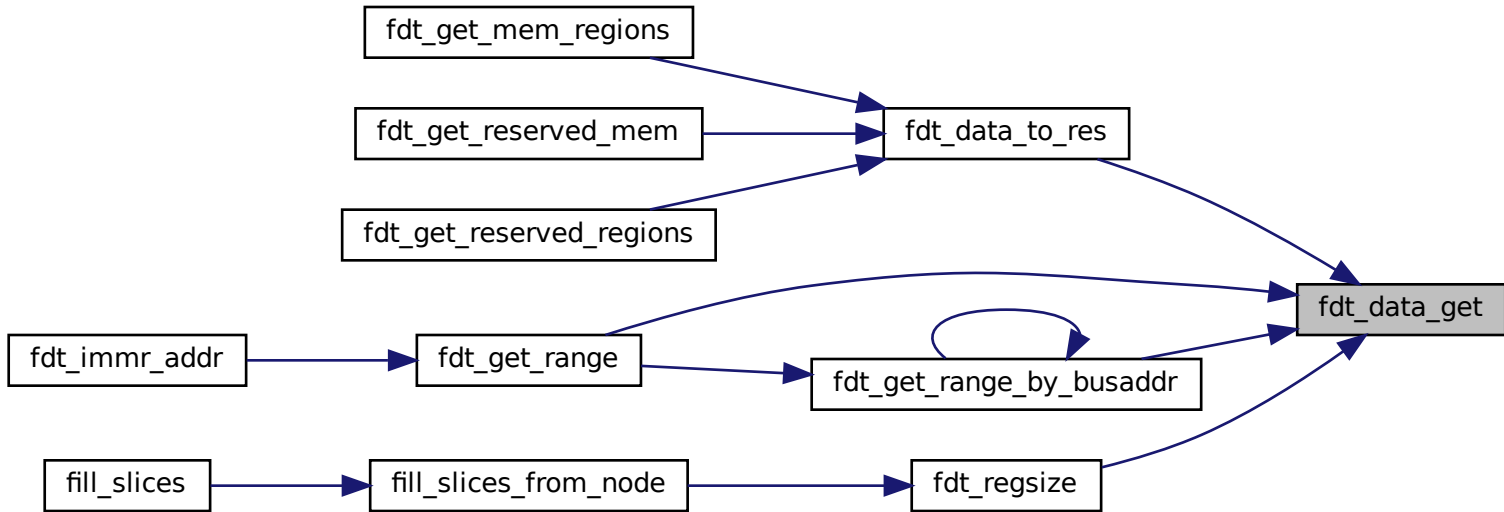 fdt_get_mem_regions
fdt_get_reserved_mem
fdt_data_to_res
fdt_get_reserved_regions
fdt_data_get
fdt_immr_addr
fdt_get_range
fdt_get_range_by_busaddr
fill_slices
fill_slices_from_node
fdt_regsize